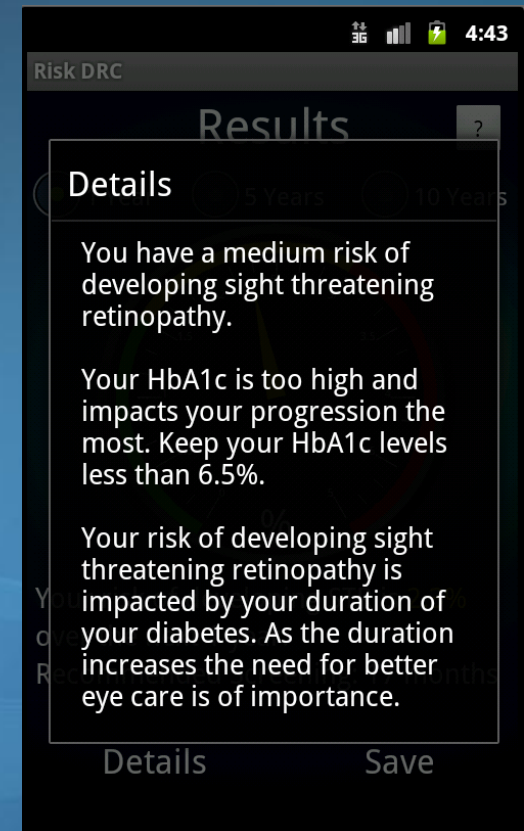 3G 4:43
Risk DRC
Results ?
Details
5 Years 10 Years
You have a medium risk of
developing sight threatening
retinopathy.
Your HbA1c is too high and
impacts your progression the
most. Keep your HbA1c levels
less than 6.5%.
Your risk of developing sight
threatening retinopathy is
impacted by your duration of
your diabetes. As the duration
increases the need for better
eye care is of importance.
Details Save